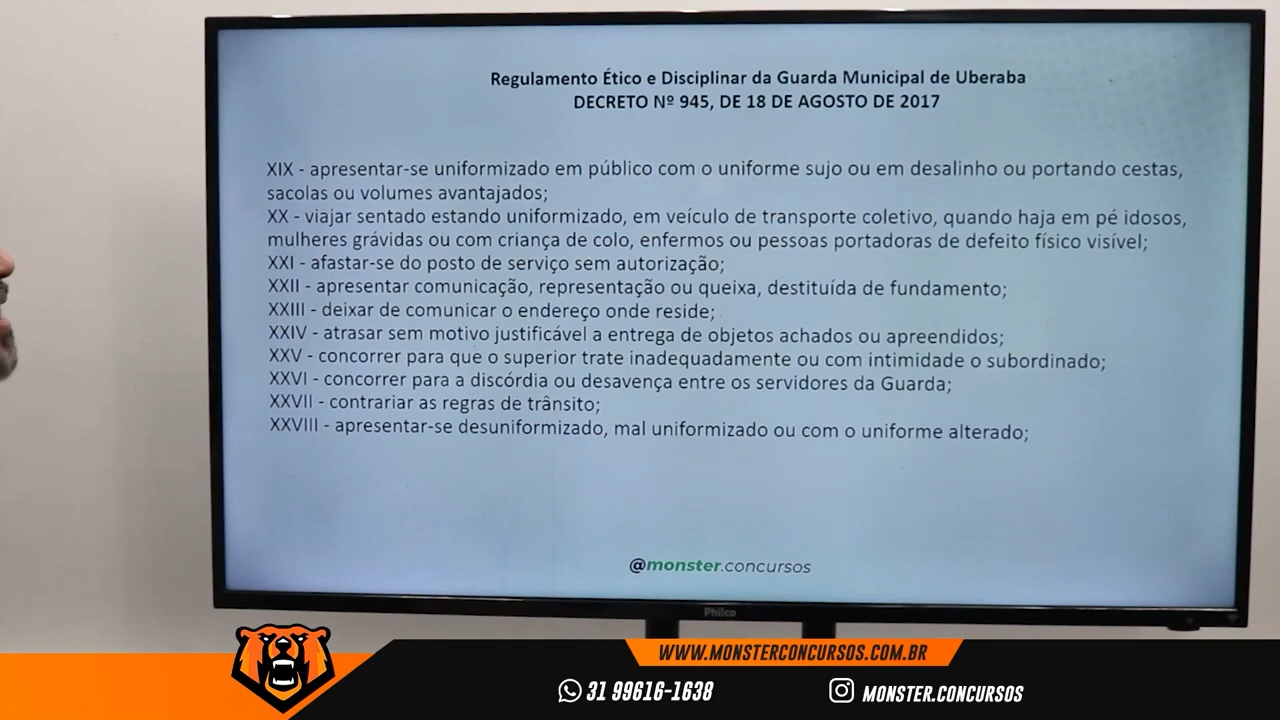 Regulamento Ético e Disciplinar da Guarda Municipal de Uberaba
DECRETO Nº 945, DE 18 DE AGOSTO DE 2017
XIX - apresentar-se uniformizado em público com o uniforme sujo ou em desalinho ou portando cestas,
sacolas ou volumes avantajados;
XX - viajar sentado estando uniformizado, em veículo de transporte coletivo, quando haja em pé idosos,
mulheres grávidas ou com criança de colo, enfermos ou pessoas portadoras de defeito físico visível;
XXI - afastar-se do posto de serviço sem autorização;
XXII - apresentar comunicação, representação ou queixa, destituída de fundamento;
XXIII - deixar de comunicar o endereço onde reside;
XXIV - atrasar sem motivo justificável a entrega de objetos achados ou apreendidos;
XXV - concorrer para que o superior trate inadequadamente ou com intimidade o subordinado;
XXVI - concorrer para a discórdia ou desavença entre os servidores da Guarda;
XXVII - contrariar as regras de trânsito;
XXVIII - apresentar-se desuniformizado, mal uniformizado ou com o uniforme alterado;
@monster.concursos
Philco
WWW.MONSTERCONCURSOS.COM.BR
31 99616-1638
MONSTER.CONCURSOS